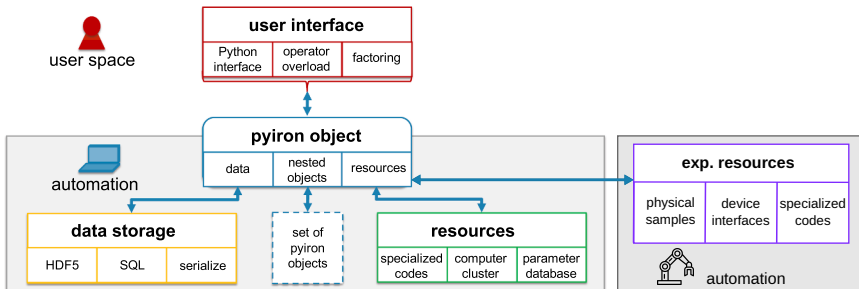 user interface
Python interface
operator overload
factoring
user space
pyiron object
data
nested objects
resources
automation
exp. resources
physical samples
device interfaces
specialized codes
data storage
HDF5
SQL
serialize
set of pyiron objects
resources
specialized codes
computer cluster
parameter database
automation